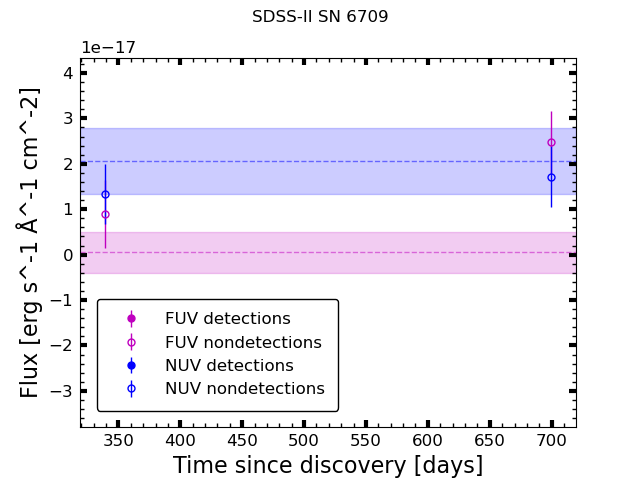 SDSS-II SN 6709
1e−17
4
3
2
1
0
−1
−2
−3
Flux [erg s^-1 Å^-1 cm^-2]
FUV detections
FUV nondetections
NUV detections
NUV nondetections
350 400 450 500 550 600 650 700
Time since discovery [days]